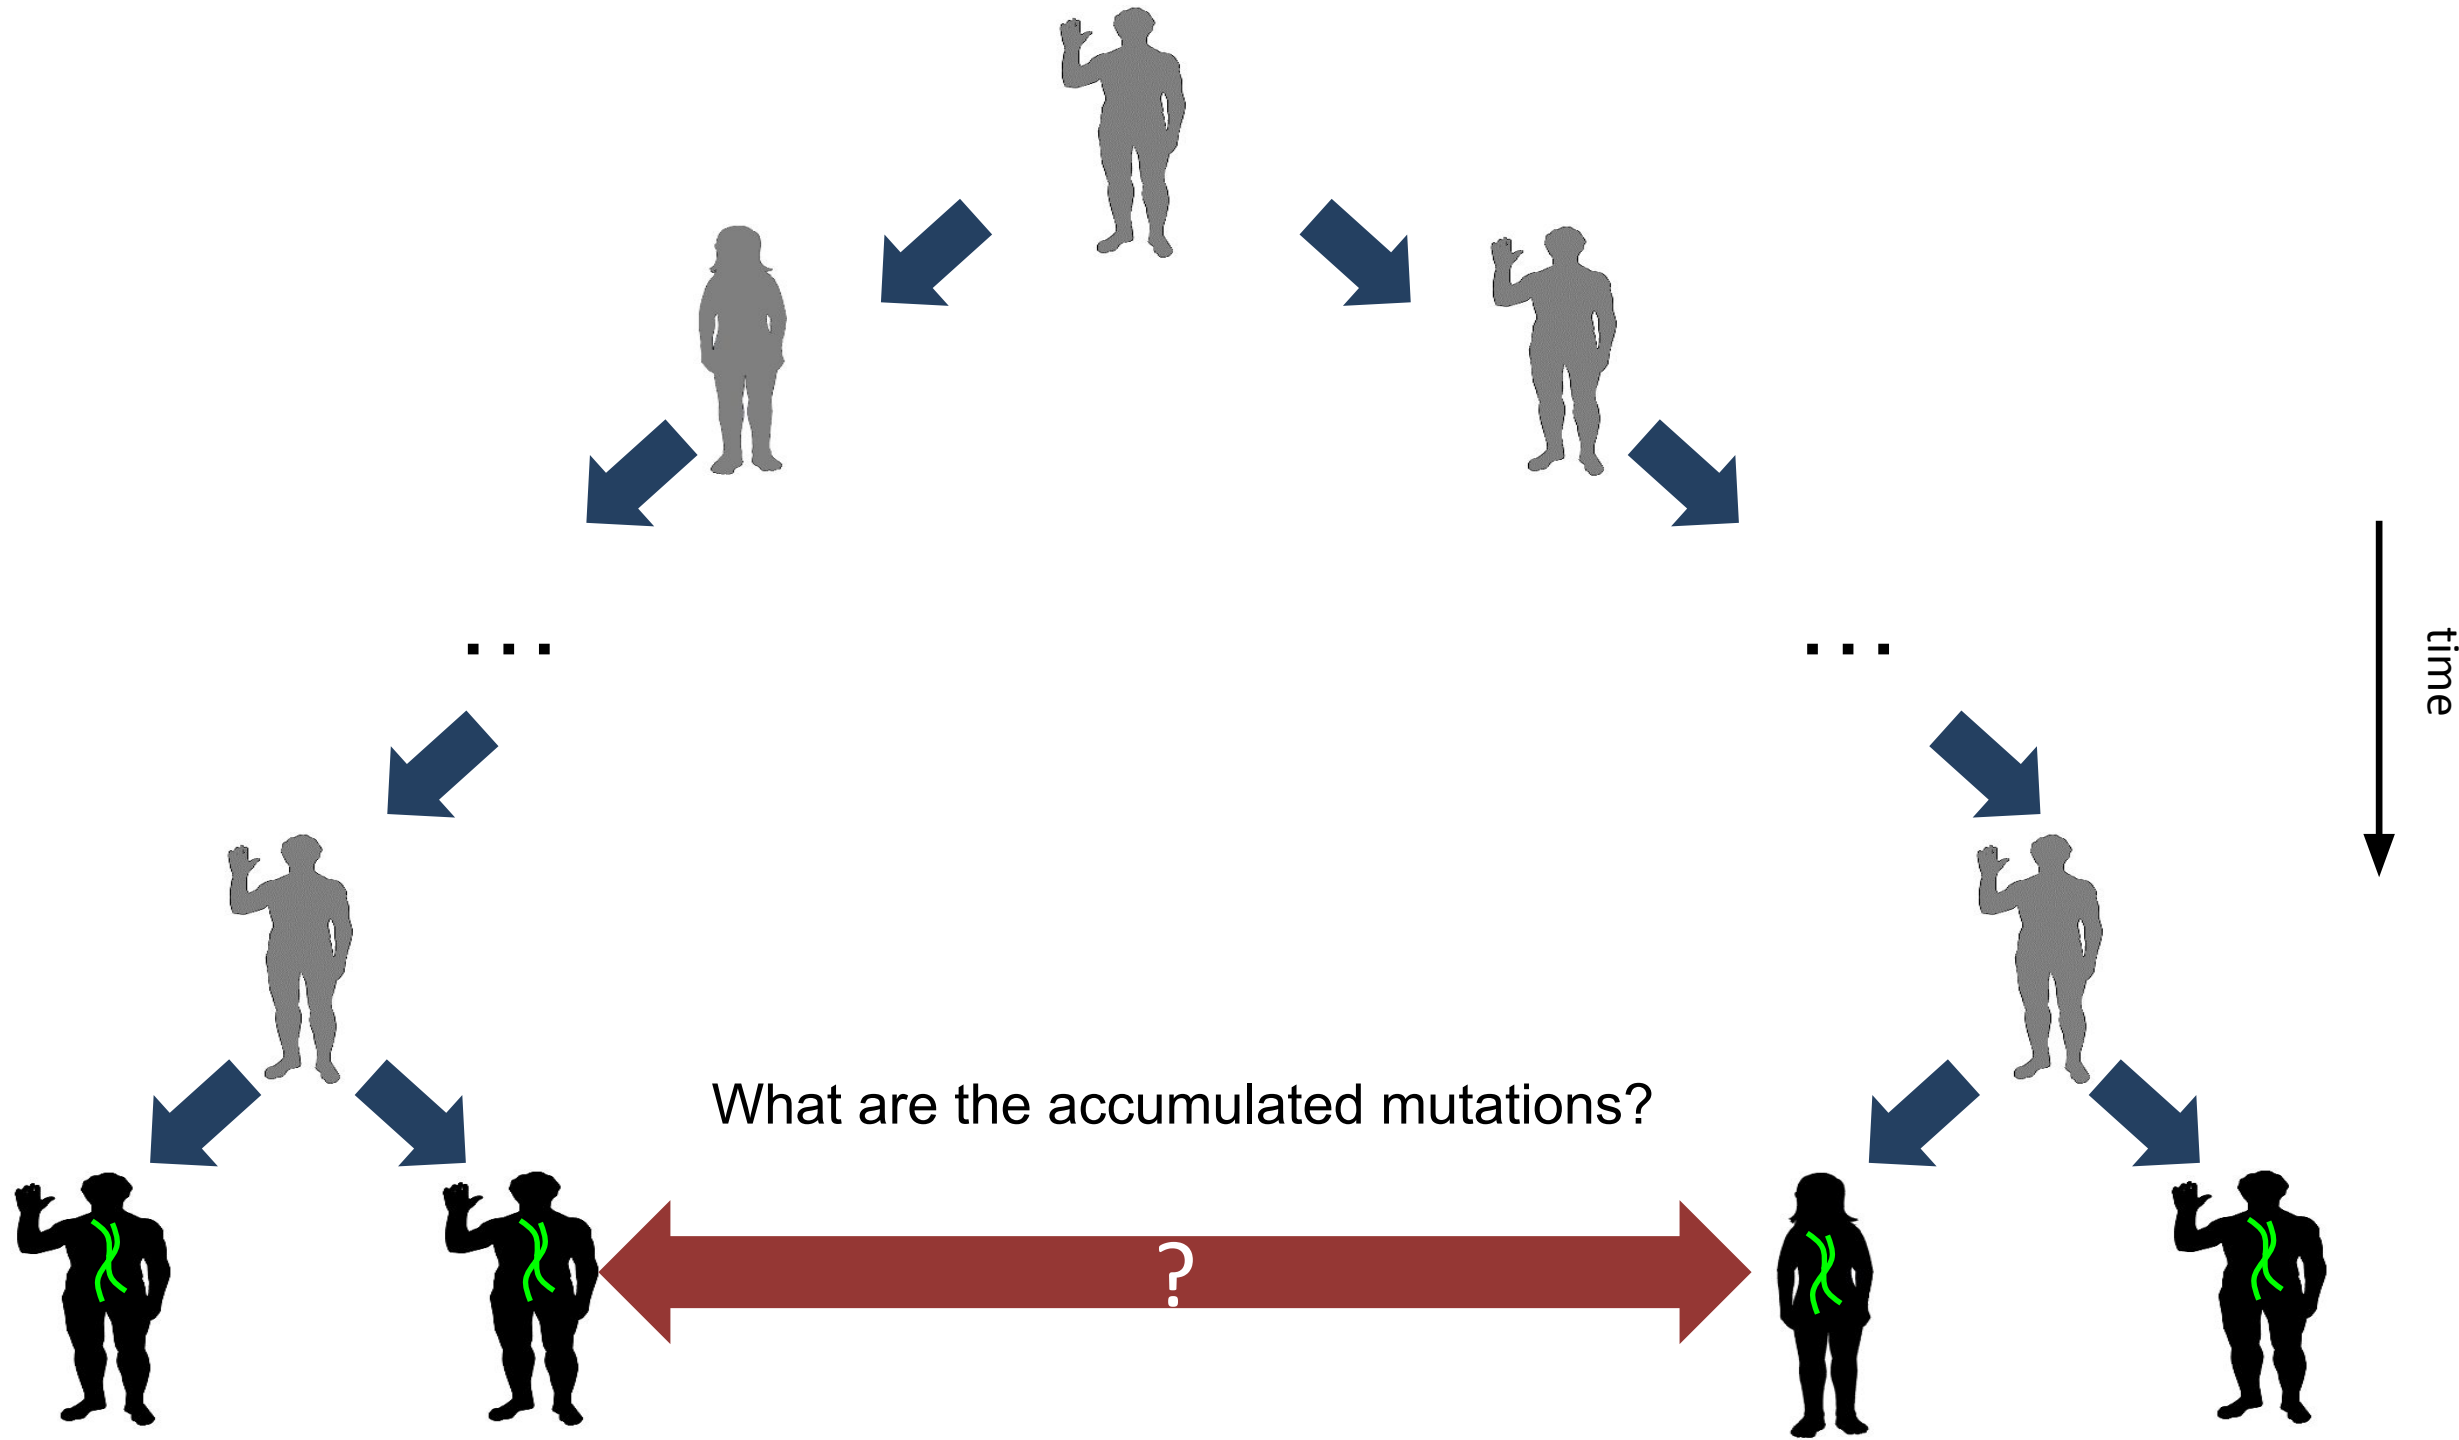 . . .
. . .
time
What are the accumulated mutations?
?